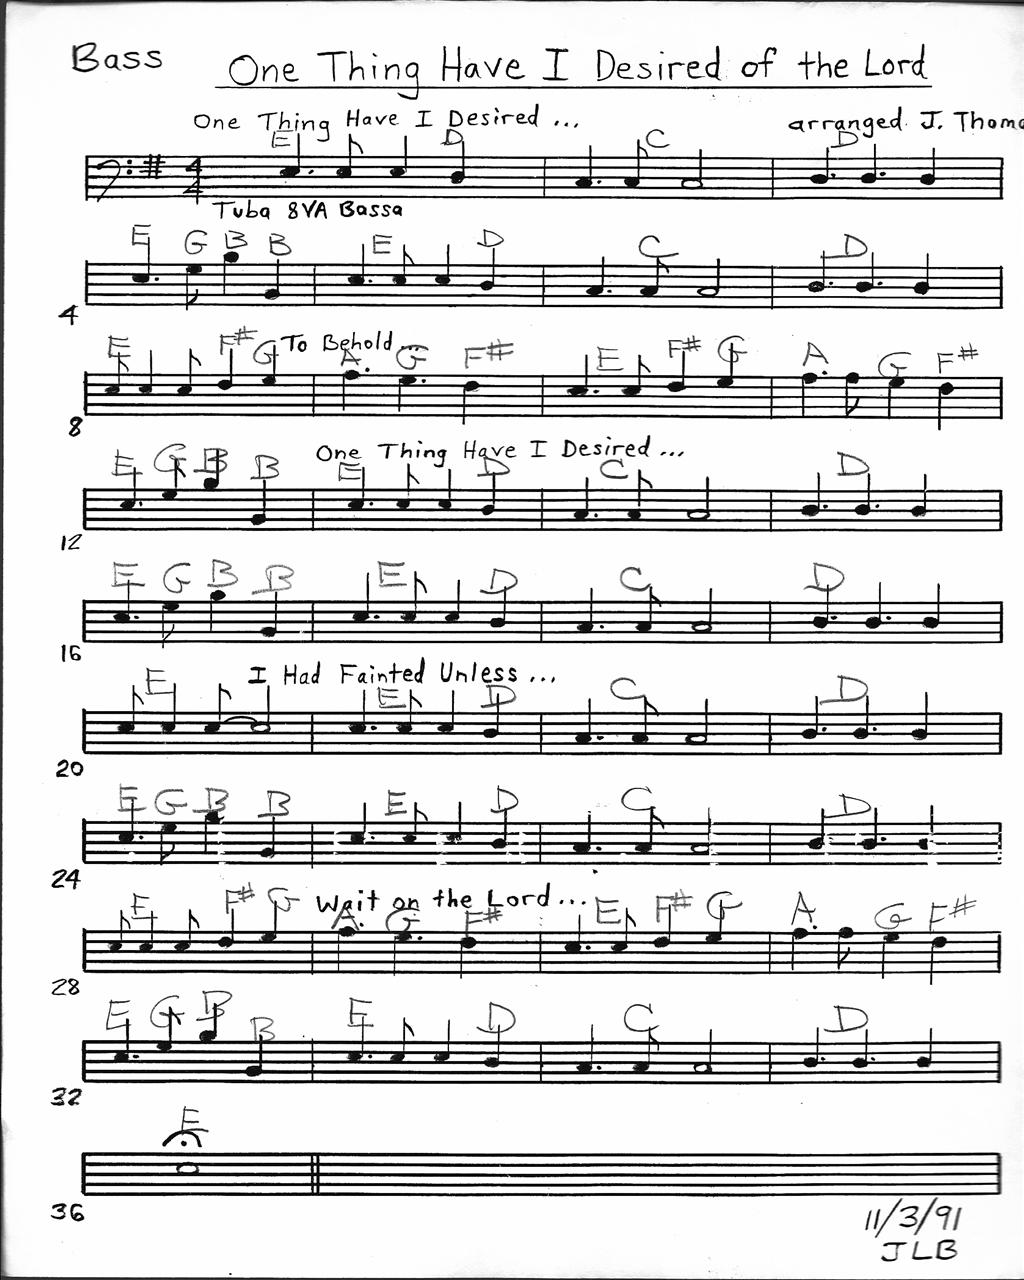 Bass
One Thing Have I Desired of the Lord
One Thing Have I Desired ... arranged J. Thoma
E D C D
4
4
Tuba 8VA Bassa
E G B B E D C D
4
To Behold ...
E F# G A G F# E F# G A G F#
8
One Thing Have I Desired ...
E G B B E D C D
12
E G B B E D C D
16
I Had Fainted Unless ...
E E D C D
20
E G B B E D C D
24
Wait on the Lord ...
E F# G A G F# E F# G A G F#
28
E G B B E D C D
32
E
36
11/3/91
JLB